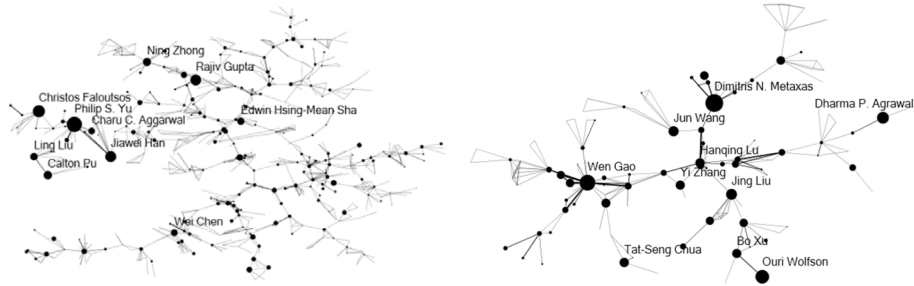 Ning Zhong
Rajiv Gupta
Christos Faloutsos
Philip S. Yu
Edwin Hsing-Mean Sha
Charu C. Aggarwal
Ling Liu
Jiawei Han
Calton Pu
Wei Chen
Dimitris N. Metaxas
Dharma P. Agrawal
Jun Wang
Hanqing Lu
Wen Gao
Yi Zhang
Jing Liu
Tat-Seng Chua
Bo Xu
Ouri Wolfson